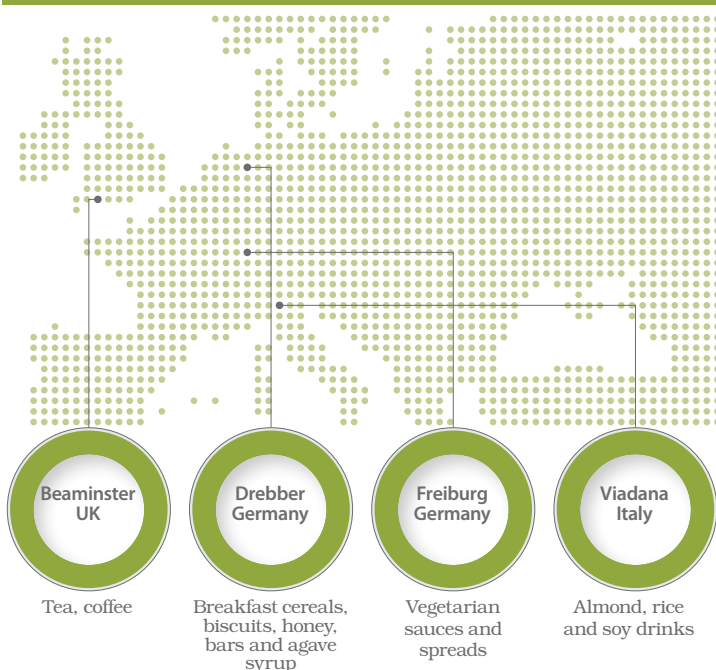 Beaminster
UK
Tea, coffee
Drebber
Germany
Breakfast cereals,
biscuits, honey,
bars and agave
syrup
Freiburg
Germany
Vegetarian
sauces and
spreads
Viadana
Italy
Almond, rice
and soy drinks